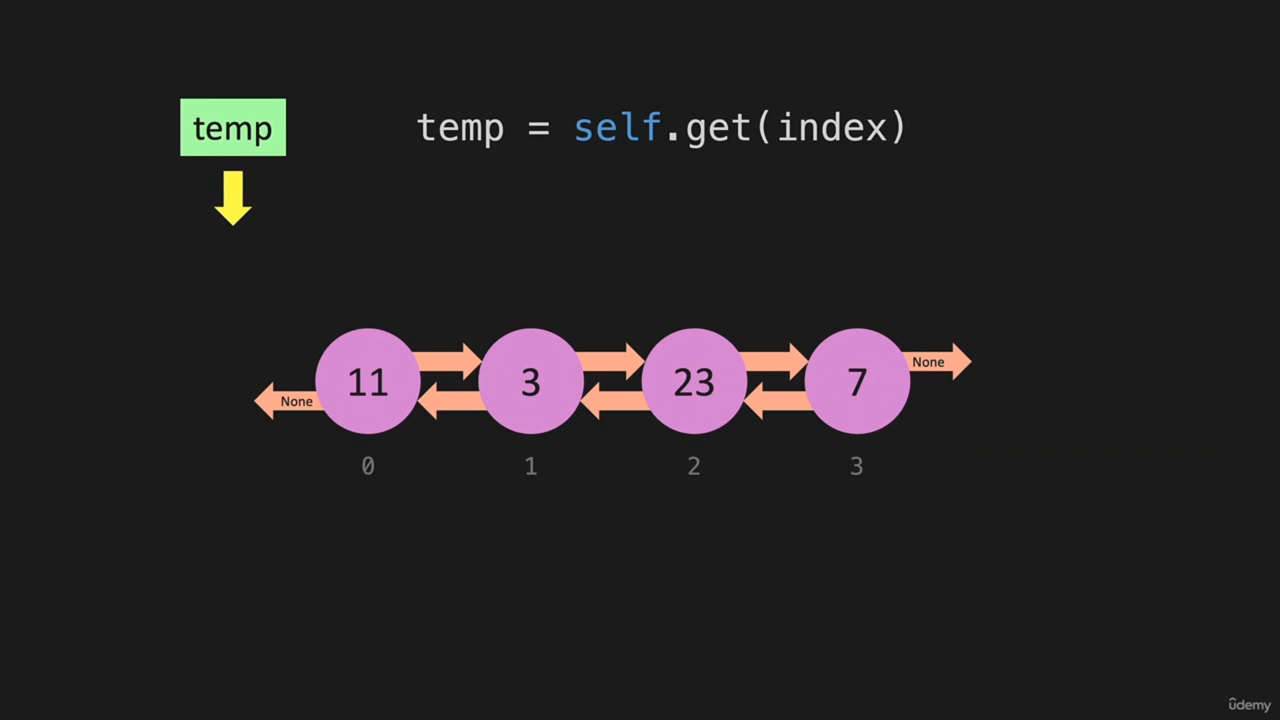 temp temp = self.get(index)
None 11 3 23 7 None
0 1 2 3
ûdemy